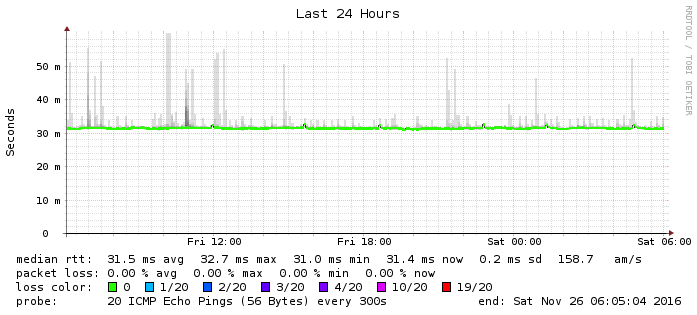 Last 24 Hours
RRDTOOL / TOBI OETIKER
Seconds
50 m
40 m
30 m
20 m
10 m
0
Fri 12:00 Fri 18:00 Sat 00:00 Sat 06:00
median rtt: 31.5 ms avg 32.7 ms max 31.0 ms min 31.4 ms now 0.2 ms sd 158.7 am/s
packet loss: 0.00 % avg 0.00 % max 0.00 % min 0.00 % now
loss color: 0 1/20 2/20 3/20 4/20 10/20 19/20
probe: 20 ICMP Echo Pings (56 Bytes) every 300s end: Sat Nov 26 06:05:04 2016